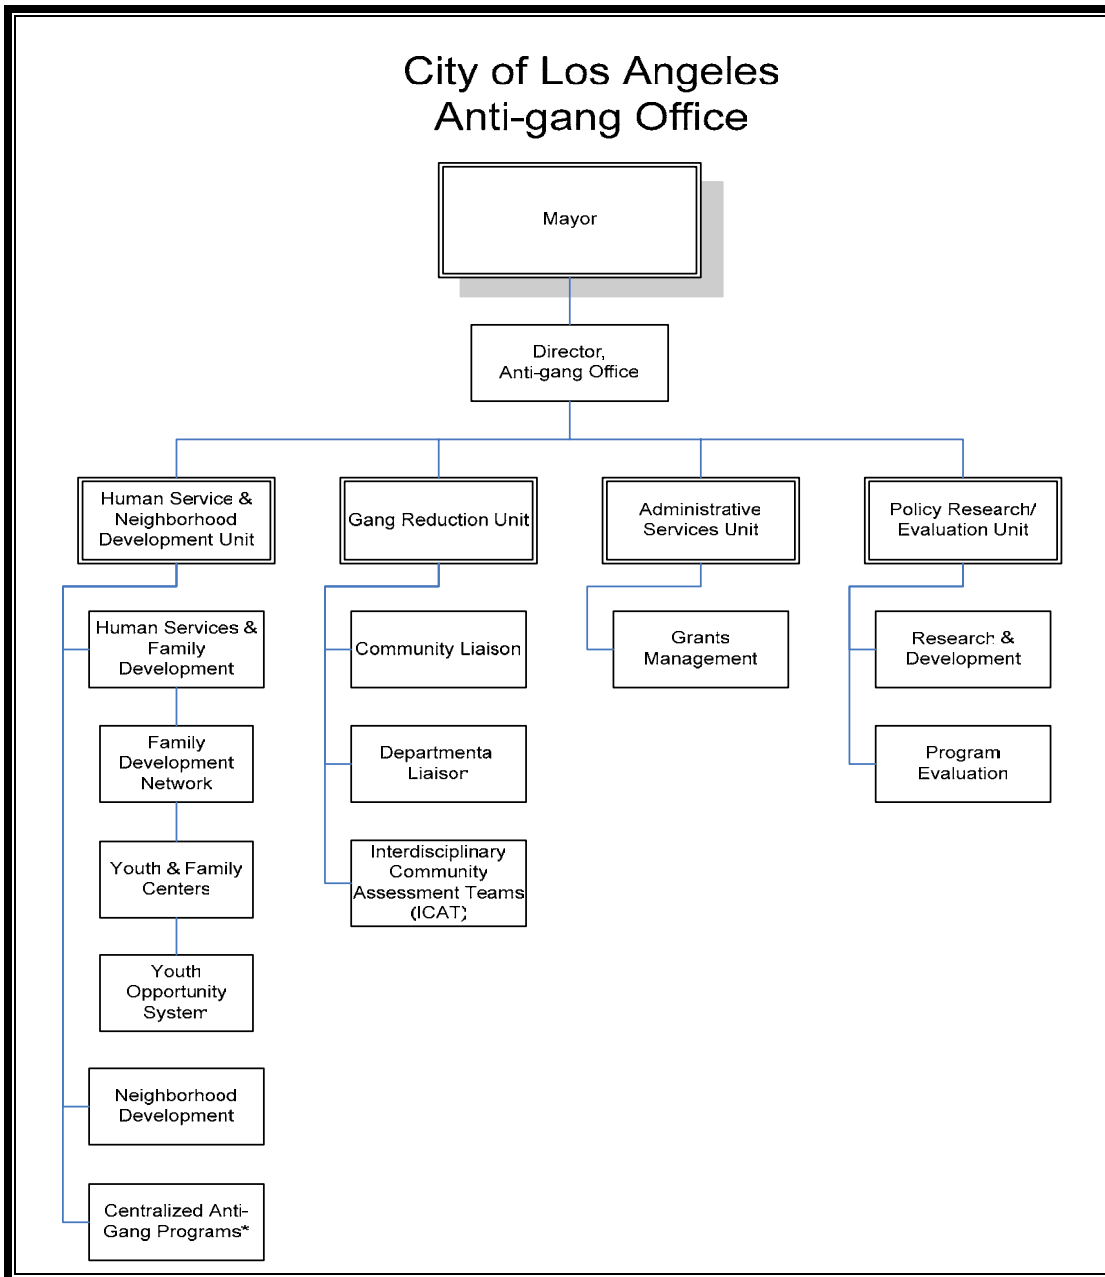 City of Los Angeles
Anti-gang Office
Mayor
Director,
Anti-gang Office
Human Service &
Neighborhood
Development Unit
Gang Reduction Unit
Administrative
Services Unit
Policy Research/
Evaluation Unit
Human Services &
Family
Development
Family
Development
Network
Youth & Family
Centers
Youth
Opportunity
System
Neighborhood
Development
Centralized Anti-
Gang Programs*
Community Liaison
Departmenta
Liaison
Interdisciplinary
Community
Assessment Teams
(ICAT)
Grants
Management
Research &
Development
Program
Evaluation